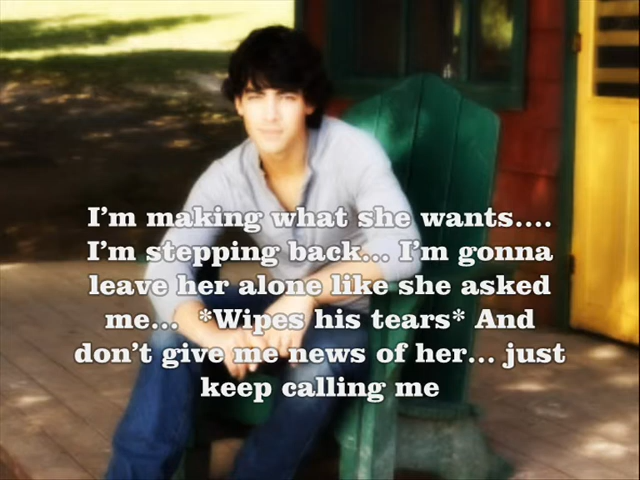 I'm making what she wants....
I'm stepping back... I'm gonna
leave her alone like she asked
me... *Wipes his tears* And
don't give me news of her... just
keep calling me